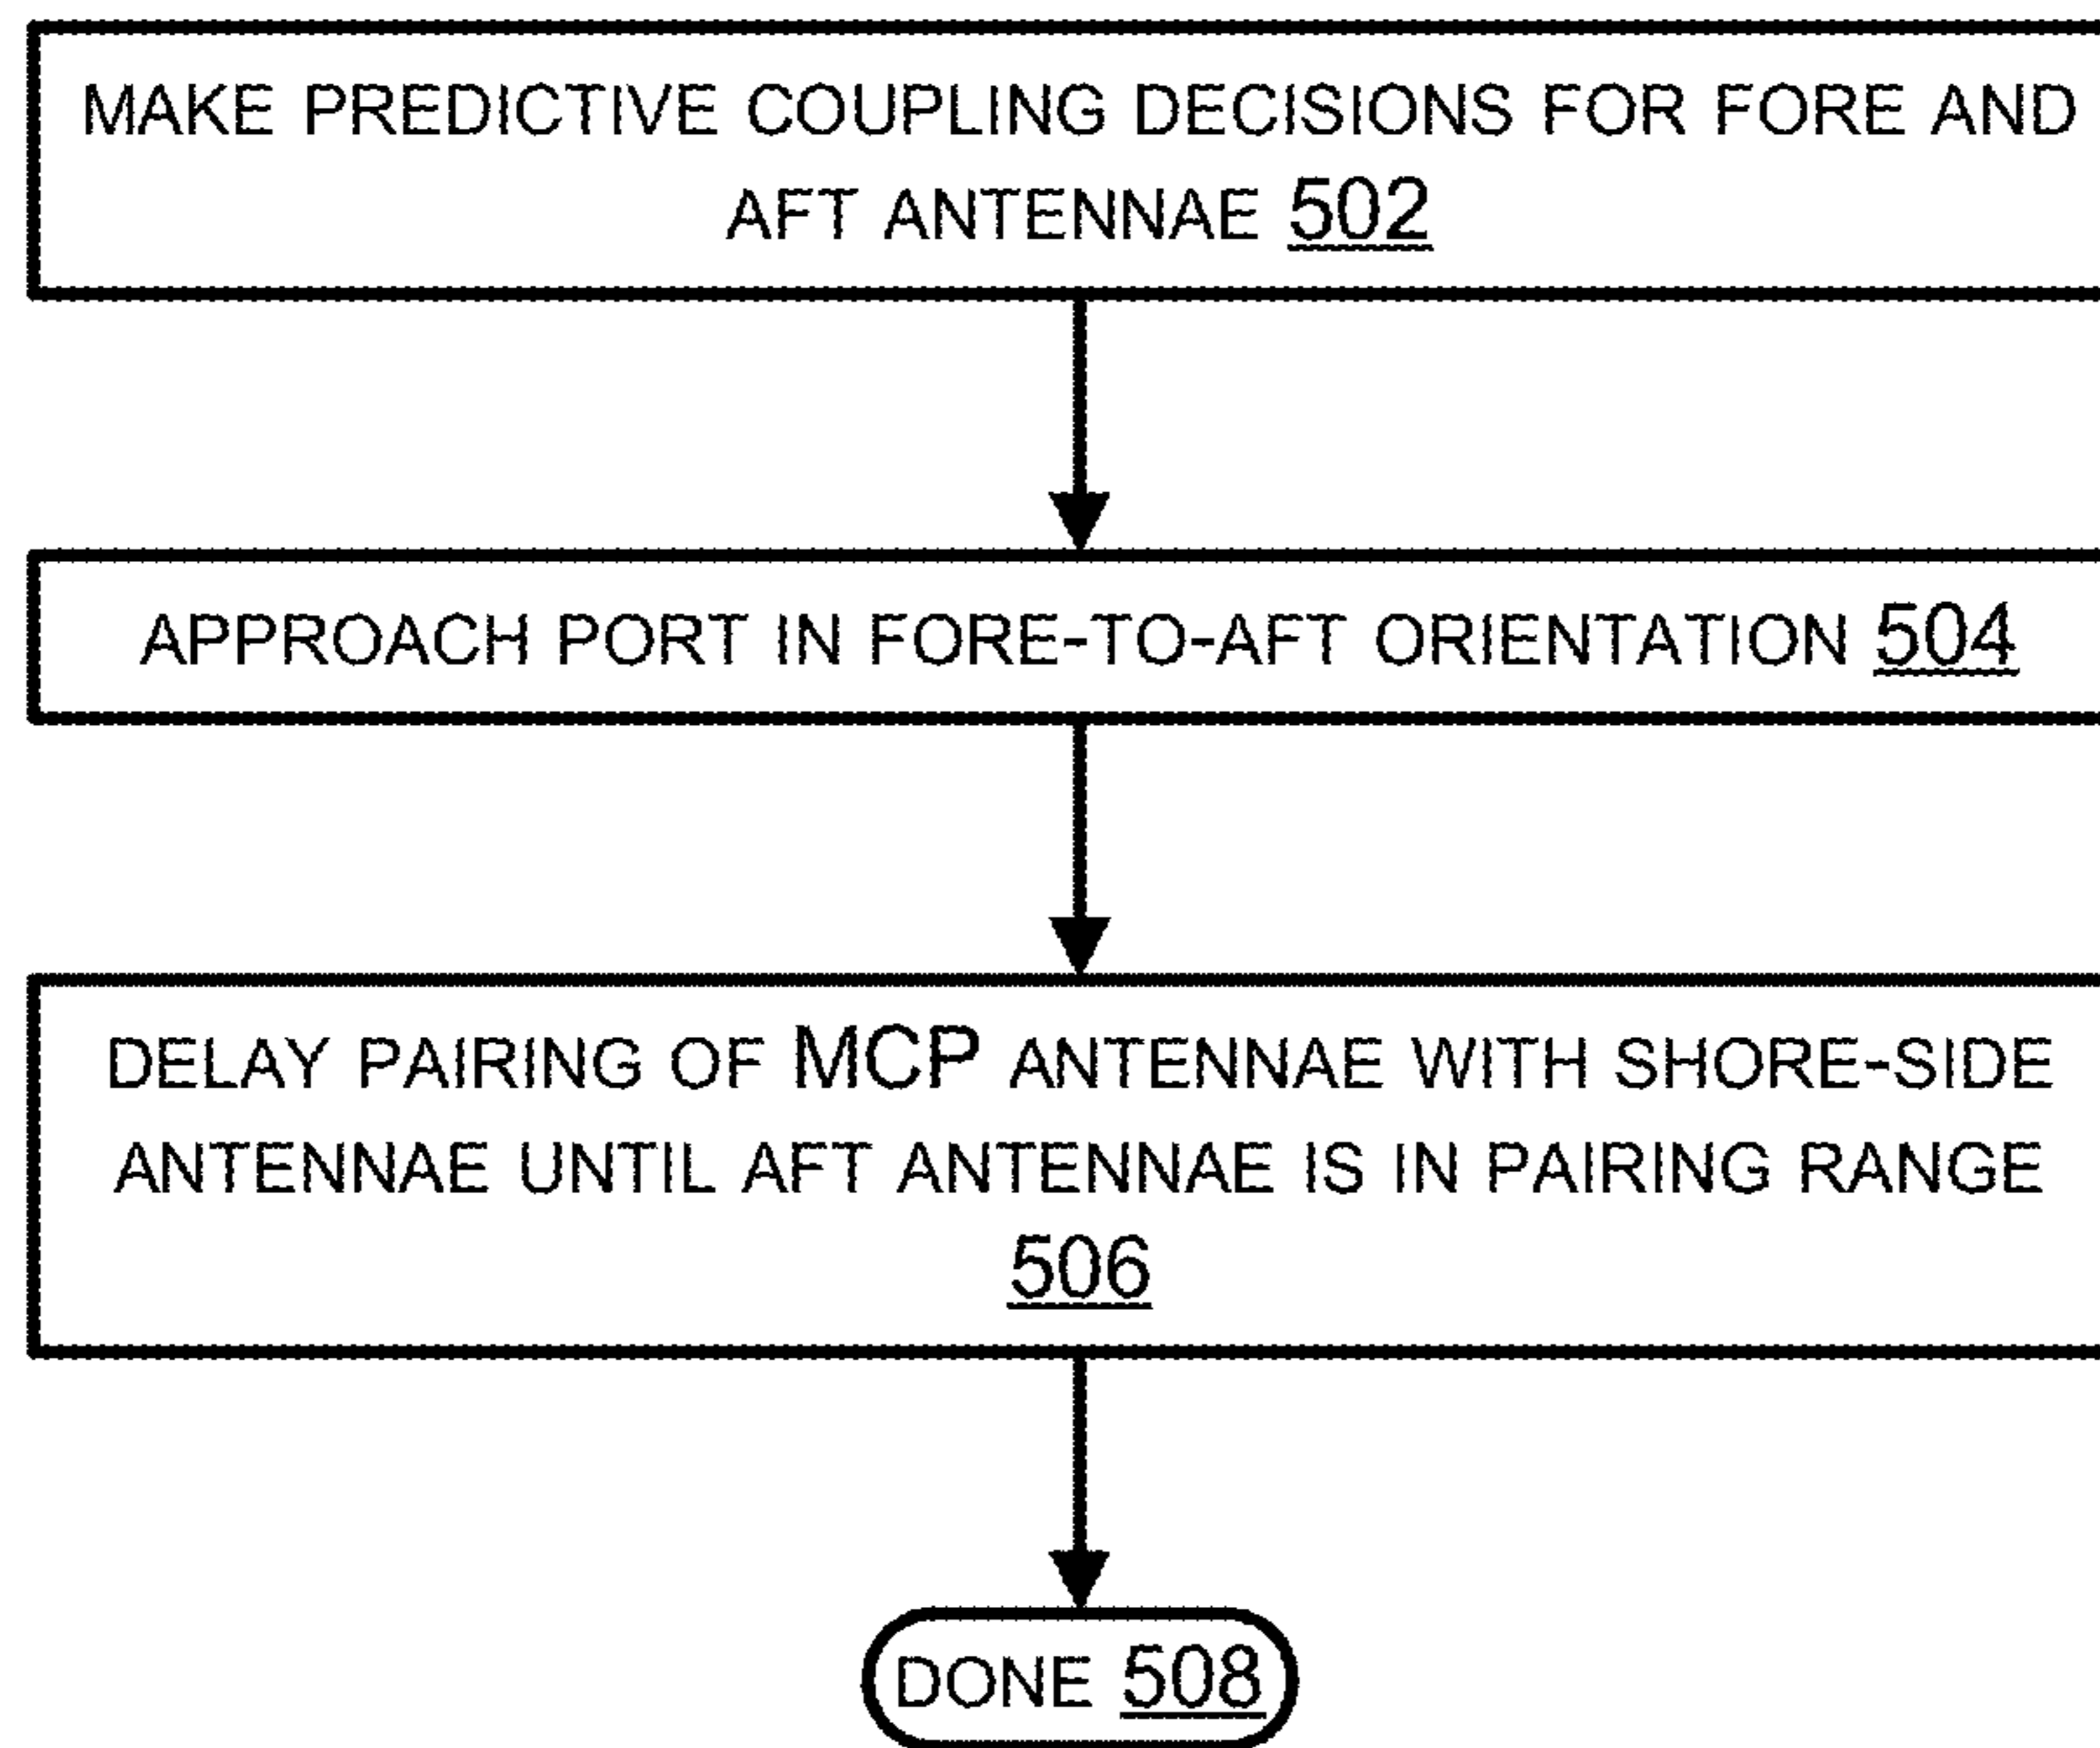 MAKE PREDICTIVE COUPLING DECISIONS FOR FORE AND
AFT ANTENNAE 502
APPROACH PORT IN FORE-TO-AFT ORIENTATION 504
DELAY PAIRING OF MCP ANTENNAE WITH SHORE-SIDE
ANTENNAE UNTIL AFT ANTENNAE IS IN PAIRING RANGE
506
DONE 508